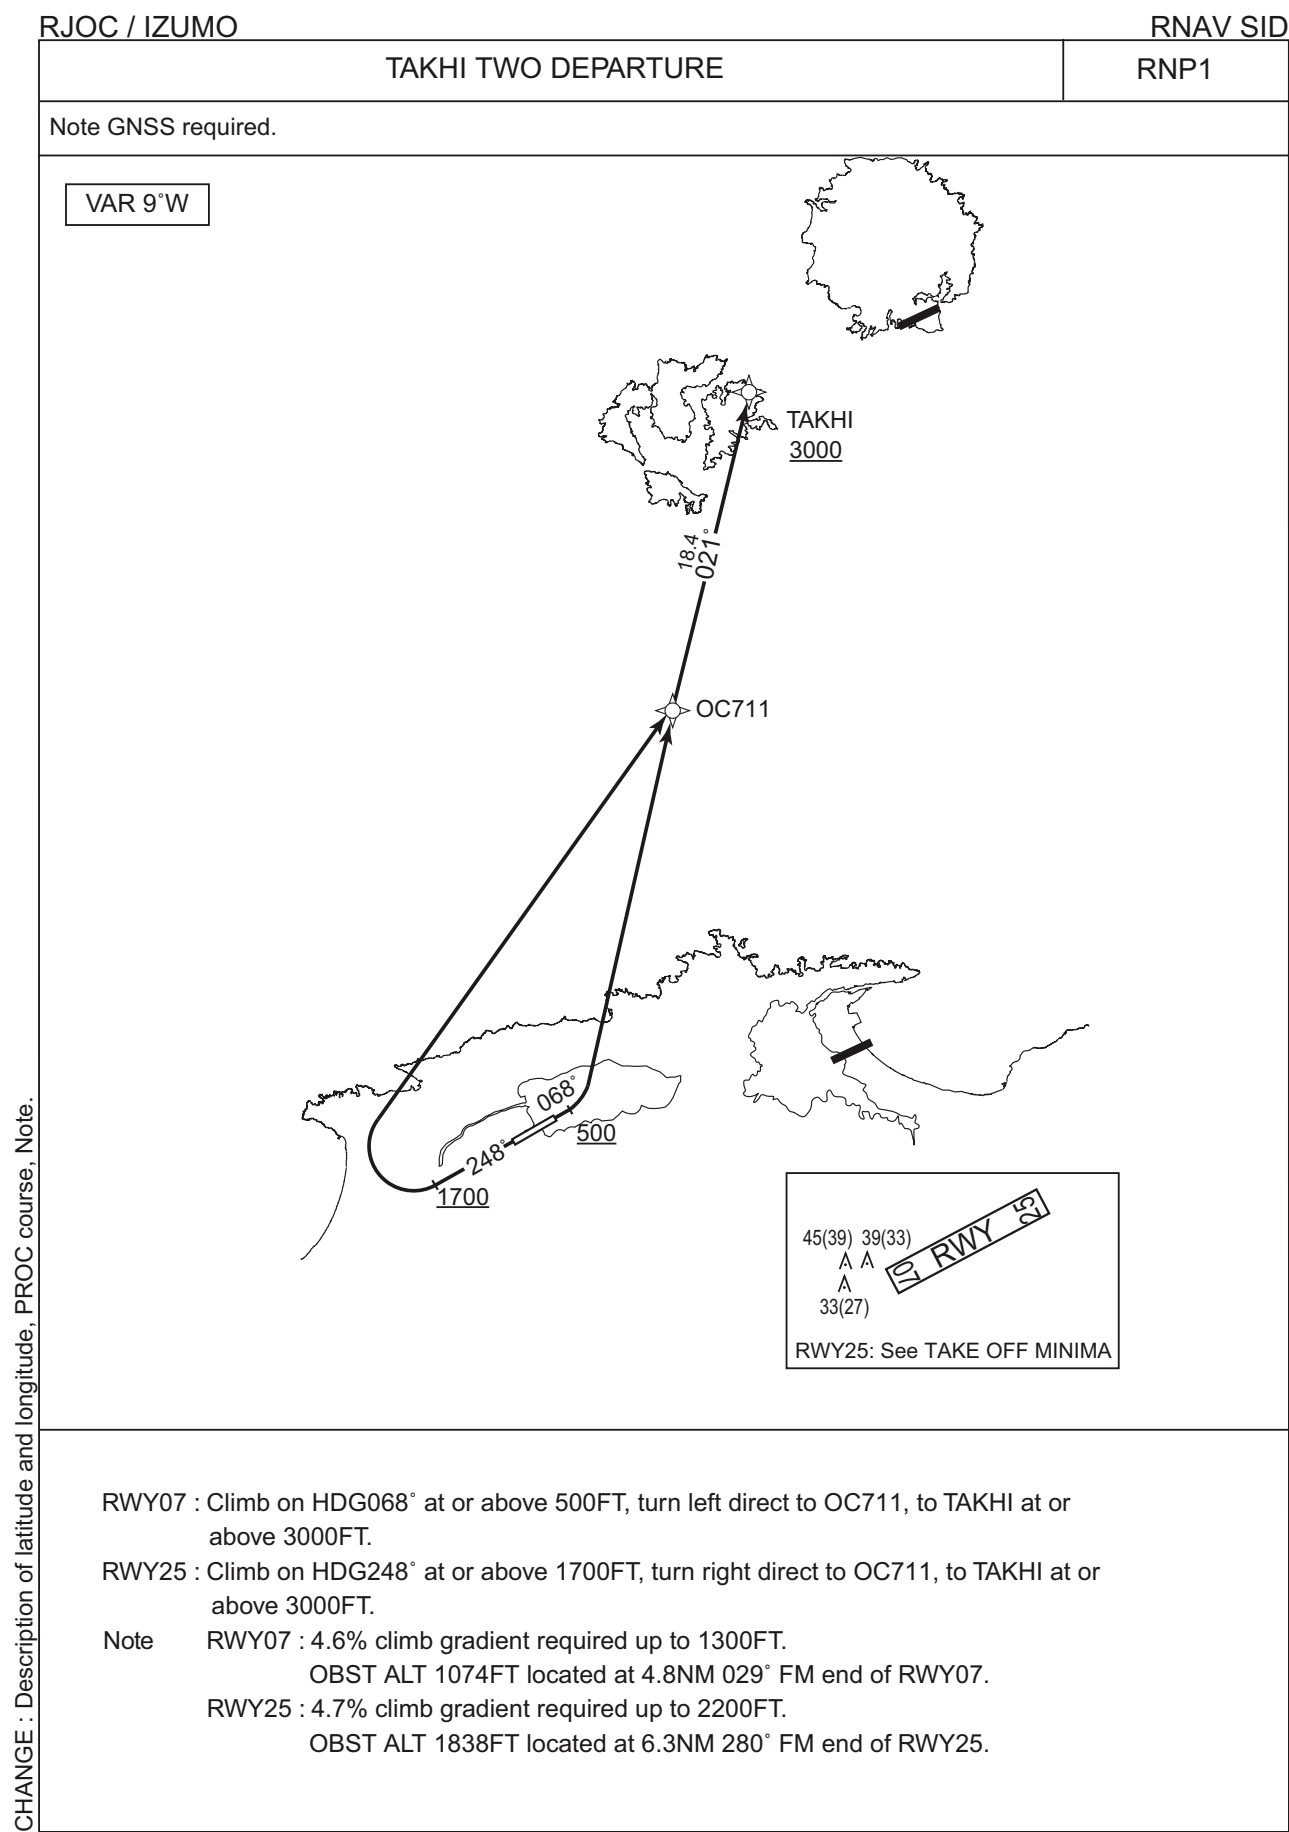 RJOC / IZUMO
RNAV SID
TAKHI TWO DEPARTURE
RNP1
Note GNSS required.
VAR 9˚W
TAKHI
3000
18.4
021˚
OC711
068˚
500
248˚
1700
45(39) 39(33)
33(27)
07 RWY 25
RWY25: See TAKE OFF MINIMA
RWY07 : Climb on HDG068˚ at or above 500FT, turn left direct to OC711, to TAKHI at or
above 3000FT.
RWY25 : Climb on HDG248˚ at or above 1700FT, turn right direct to OC711, to TAKHI at or
above 3000FT.
Note RWY07 : 4.6% climb gradient required up to 1300FT.
OBST ALT 1074FT located at 4.8NM 029˚ FM end of RWY07.
RWY25 : 4.7% climb gradient required up to 2200FT.
OBST ALT 1838FT located at 6.3NM 280˚ FM end of RWY25.
CHANGE : Description of latitude and longitude, PROC course, Note.